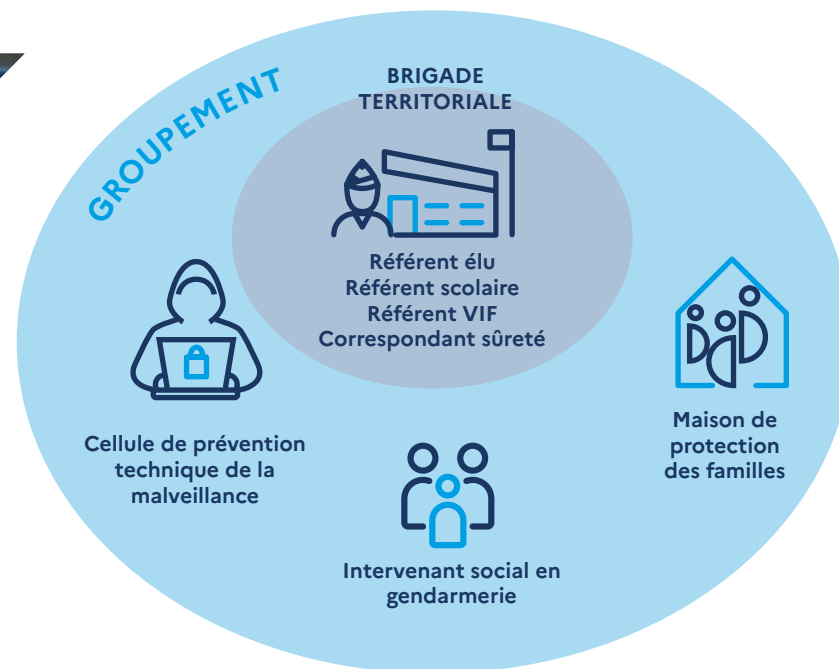 GROUPEMENT
BRIGADE
TERRITORIALE
Référent élu
Référent scolaire
Référent VIF
Correspondant sûreté
Cellule de prévention
technique de la
malveillance
Intervenant social en
gendarmerie
Maison de
protection
des familles